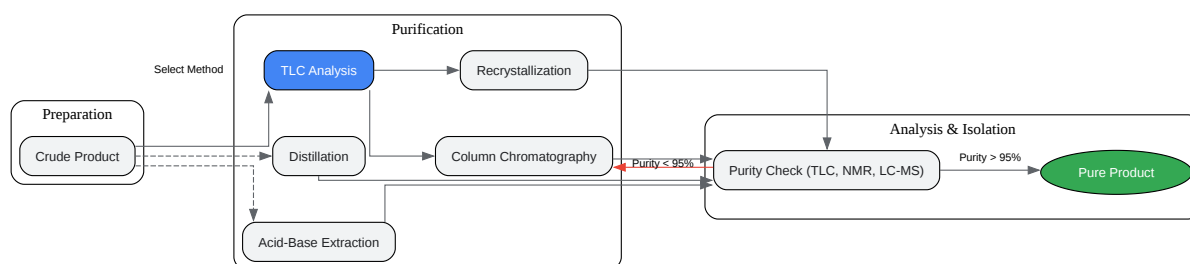 Purification
Select Method
TLC Analysis
Recrystallization
Preparation
Crude Product
Distillation
Column Chromatography
Acid-Base Extraction
Analysis & Isolation
Purity < 95%
Purity Check (TLC, NMR, LC-MS)
Purity > 95%
Pure Product